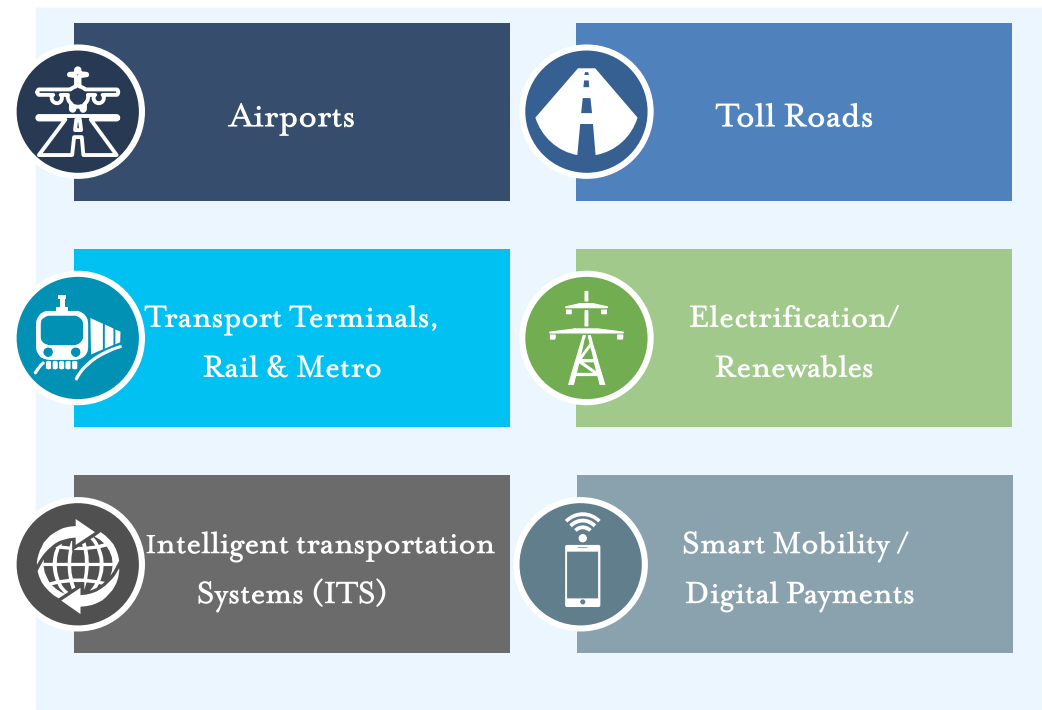 Airports
Toll Roads
Transport Terminals,
Rail & Metro
Electrification/
Renewables
Intelligent transportation
Systems (ITS)
Smart Mobility /
Digital Payments